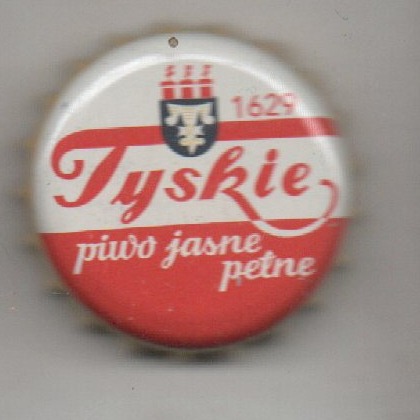 1629
Tyskie
piwo jasne
pełne